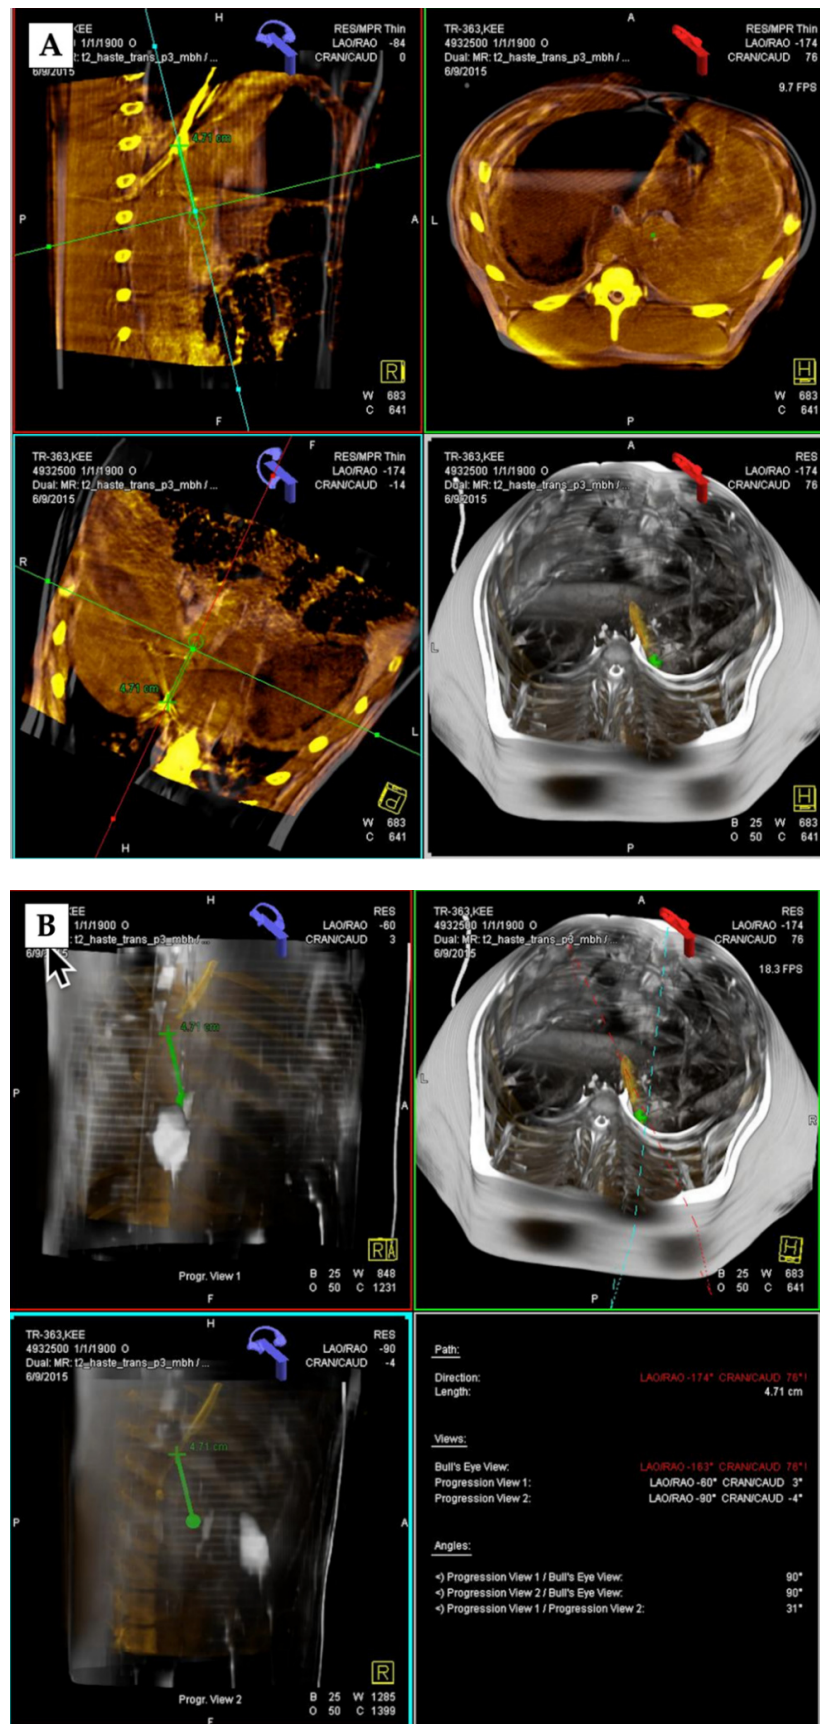 A
H
KEE
1/1/1900 O
t2_haste_trans_p3_mbh / ...
6/9/2015
RES/MPR Thin
LAO/RAO -84
CRAN/CAUD 0
4.71 cm
P
A
R
W 683
C 641
F
TR-363,KEE
4932500 1/1/1900 O
Dual: MR: t2_haste_trans_p3_mbh / ...
6/9/2015
A
RES/MPR Thin
LAO/RAO -174
CRAN/CAUD 76
9.7 FPS
L
H
W 683
C 641
P
TR-363,KEE
4932500 1/1/1900 O
Dual: MR: t2_haste_trans_p3_mbh / ...
6/9/2015
F
RES/MPR Thin
LAO/RAO -174
CRAN/CAUD -14
R
4.71 cm
L
W 683
C 641
H
TR-363,KEE
4932500 1/1/1900 O
Dual: MR: t2_haste_trans_p3_mbh / ...
6/9/2015
A
RES
LAO/RAO -174
CRAN/CAUD 76
L
H
B 25 W 683
O 50 C 641
P
B
H
KEE
1/1/1900 O
t2_haste_trans_p3_mbh / ...
RES
LAO/RAO -60
CRAN/CAUD 3
4.71 cm
P
A
R A
Progr. View 1
B 25 W 848
O 50 C 1231
F
TR-363,KEE
4932500 1/1/1900 O
Dual: MR: t2_haste_trans_p3_mbh /
6/9/2015
A
RES
LAO/RAO -174
CRAN/CAUD 76
18.3 FPS
L
R
H
B 25 W 683
O 50 C 641
P
TR-363,KEE
4932500 1/1/1900 O
Dual: MR: t2_haste_trans_p3_mbh / ...
6/9/2015
H
RES
LAO/RAO -90
CRAN/CAUD -4
4.71 cm
P
A
R
Progr. View 2
B 25 W 1285
O 50 C 1399
F
Path:
Direction: LAO/RAO -174° CRAN/CAUD 76°!
Length: 4.71 cm
Views:
Bull's Eye View: LAO/RAO -163° CRAN/CAUD 76°!
Progression View 1: LAO/RAO -60° CRAN/CAUD 3°
Progression View 2: LAO/RAO -90° CRAN/CAUD -4°
Angles:
<) Progression View 1 / Bull's Eye View: 90°
<) Progression View 2 / Bull's Eye View: 90°
<) Progression View 1 / Progression View 2: 31°